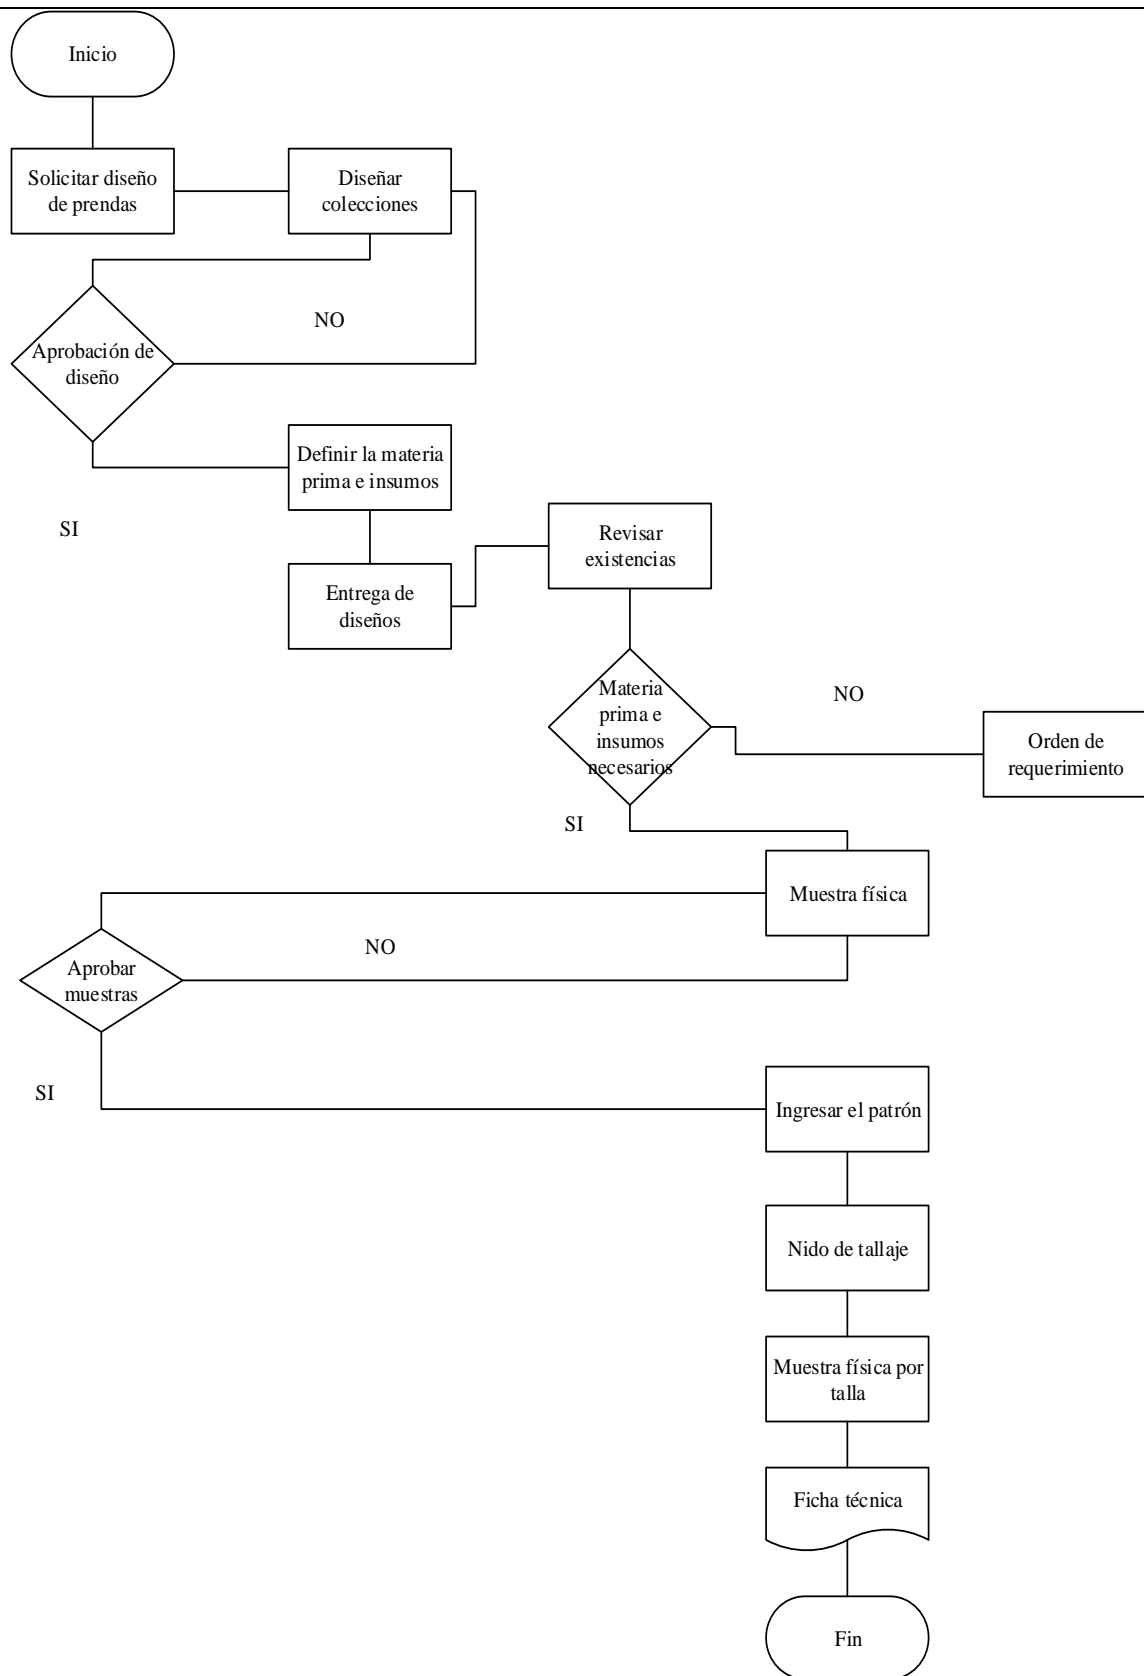 Inicio
Solicitar diseño
de prendas
Diseñar
colecciones
NO
Aprobación de
diseño
Definir la materia
prima e insumos
SI
Revisar
existencias
Entrega de
diseños
Materia
prima e
insumos
necesarios
NO
Orden de
requerimiento
SI
Muestra física
NO
Aprobar
muestras
SI
Ingresar el patrón
Nido de tallaje
Muestra física por
talla
Ficha técnica
Fin